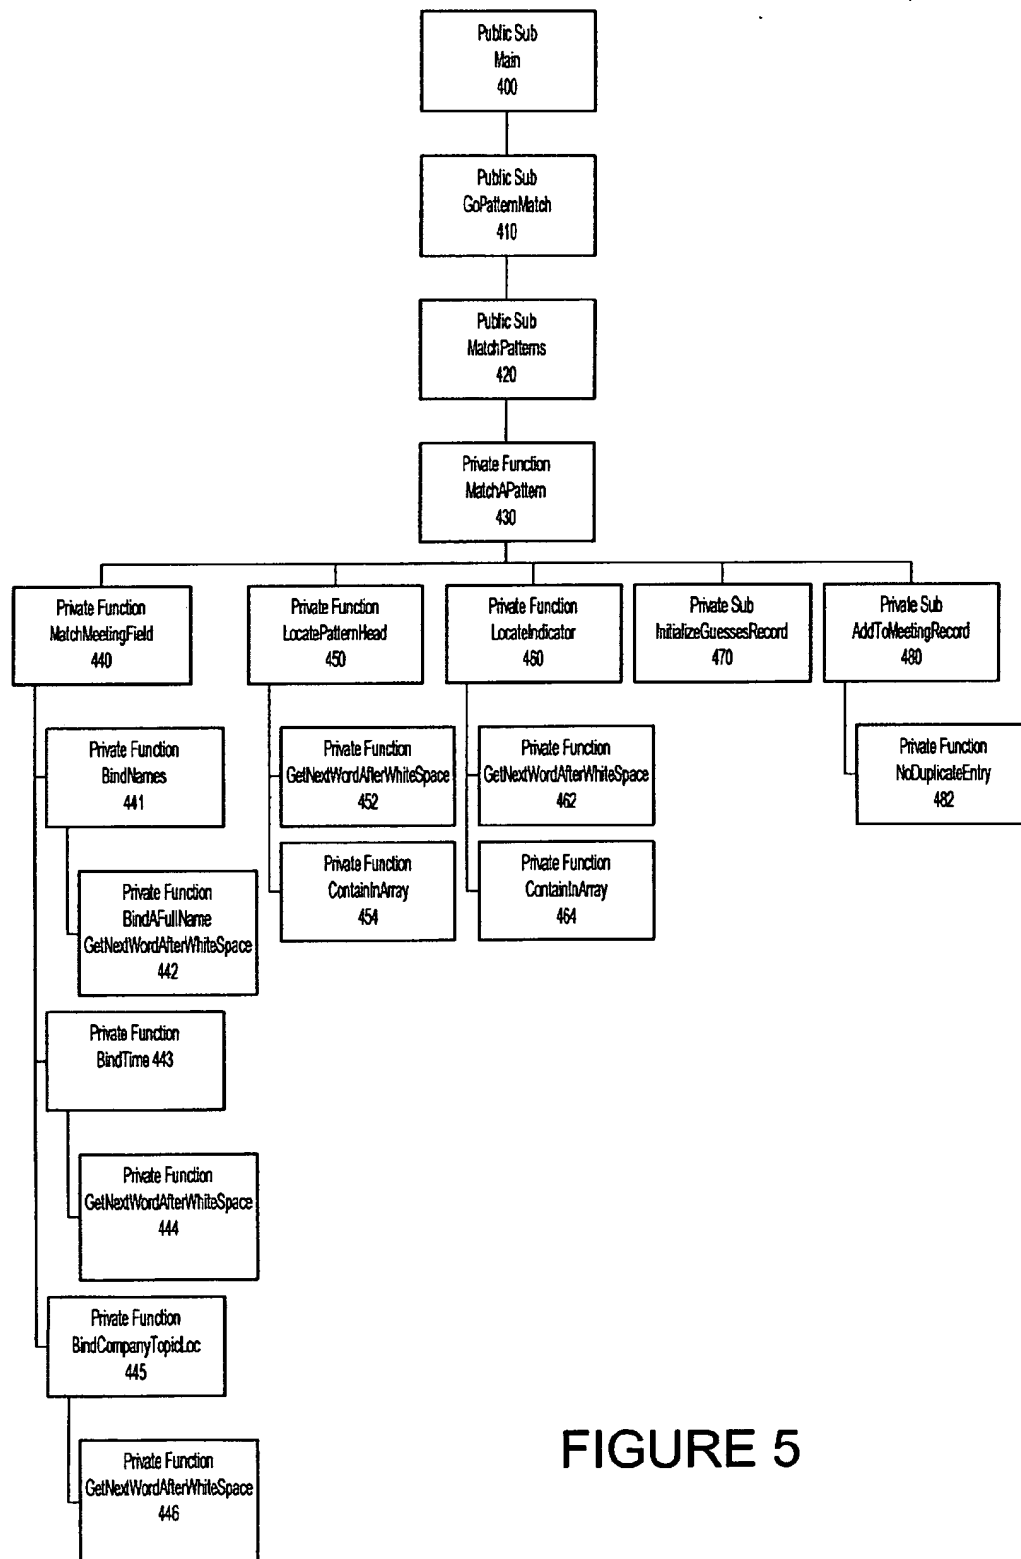 Public Sub
Main
400
Public Sub
GoPatternMatch
410
Public Sub
MatchPatterns
420
Private Function
MatchAPattern
430
Private Function
MatchMeetingField
440
Private Function
LocatePatternHead
450
Private Function
LocateIndicator
460
Private Sub
InitializeGuessesRecord
470
Private Sub
AddToMeetingRecord
480
Private Function
BindNames
441
Private Function
GetNextWordAfterWhiteSpace
452
Private Function
GetNextWordAfterWhiteSpace
462
Private Function
NoDuplicateEntry
482
Private Function
BindAFullName
GetNextWordAfterWhiteSpace
442
Private Function
ContainInArray
454
Private Function
ContainInArray
464
Private Function
BindTime 443
Private Function
GetNextWordAfterWhiteSpace
444
Private Function
BindCompanyTopicLoc
445
Private Function
GetNextWordAfterWhiteSpace
446
FIGURE 5